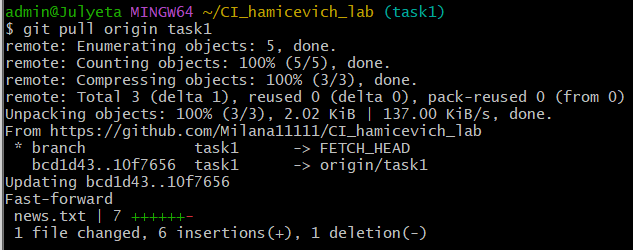 admin@Julyeta MINGW64 ~/CI_hamicevich_lab (task1)
$ git pull origin task1
remote: Enumerating objects: 5, done.
remote: Counting objects: 100% (5/5), done.
remote: Compressing objects: 100% (3/3), done.
remote: Total 3 (delta 1), reused 0 (delta 0), pack-reused 0 (from 0)
Unpacking objects: 100% (3/3), 2.02 KiB | 137.00 KiB/s, done.
From https://github.com/Milana11111/CI_hamicevich_lab
 * branch            task1      -> FETCH_HEAD
   bcd1d43..10f7656  task1      -> origin/task1
Updating bcd1d43..10f7656
Fast-forward
 news.txt | 7 ++++++-
 1 file changed, 6 insertions(+), 1 deletion(-)